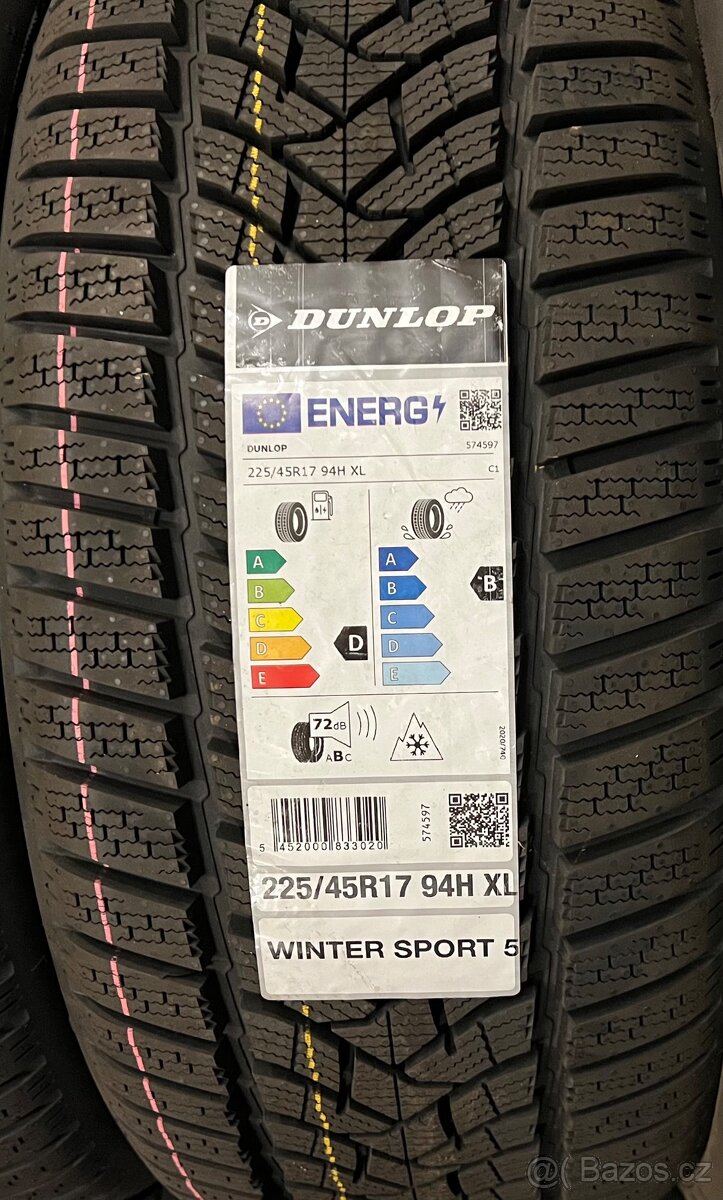 DUNLOP
ENERG
DUNLOP 574597
225/45R17 94H XL C1
A A
B B B
C C
D D D
E E
72dB
ABC
2020/740
5 452000 833020
574597
225/45R17 94H XL
WINTER SPORT 5
@( Bazos.cz